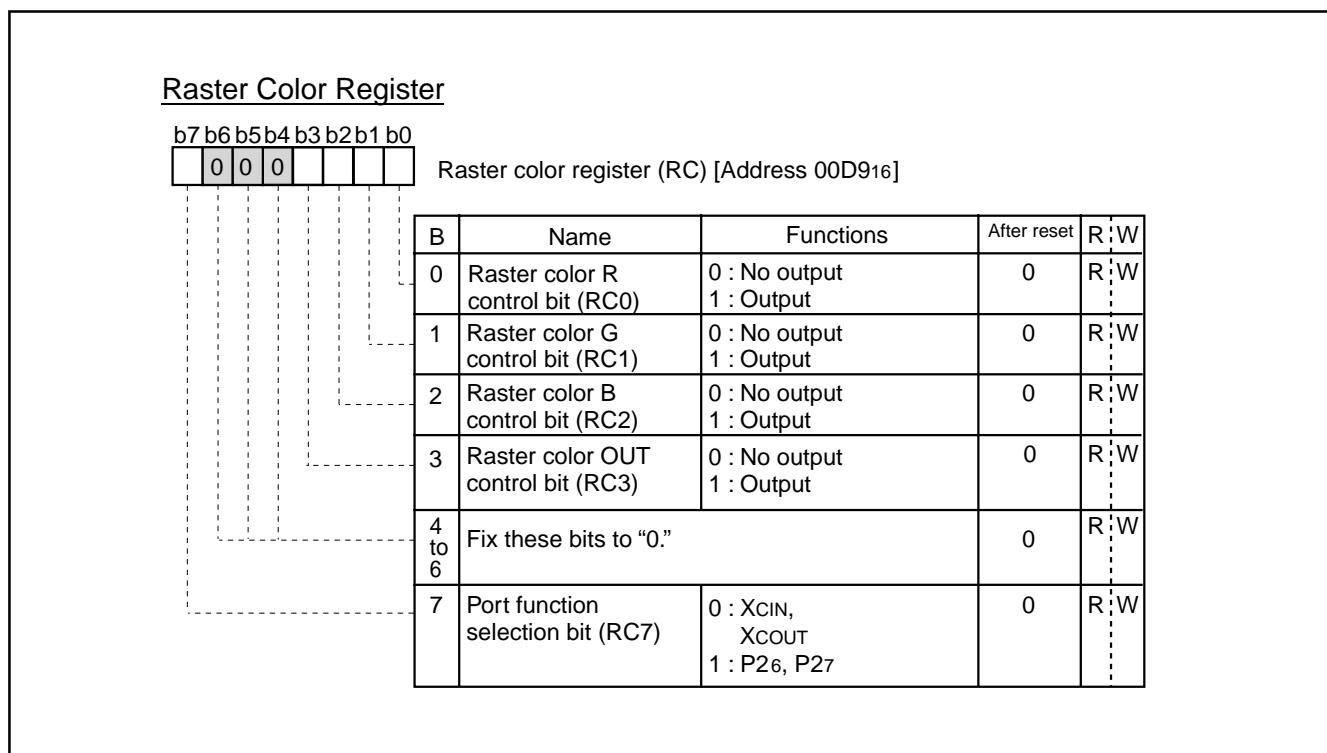 Raster Color Register
b7 b6 b5 b4 b3 b2 b1 b0
0 0 0
Raster color register (RC) [Address 00D916]
B Name Functions After reset R W
0 Raster color R control bit (RC0) 0 : No output 1 : Output 0 R W
1 Raster color G control bit (RC1) 0 : No output 1 : Output 0 R W
2 Raster color B control bit (RC2) 0 : No output 1 : Output 0 R W
3 Raster color OUT control bit (RC3) 0 : No output 1 : Output 0 R W
4 to 6 Fix these bits to “0.” 0 R W
7 Port function selection bit (RC7) 0 : XCIN, XCOUT 1 : P26, P27 0 R W